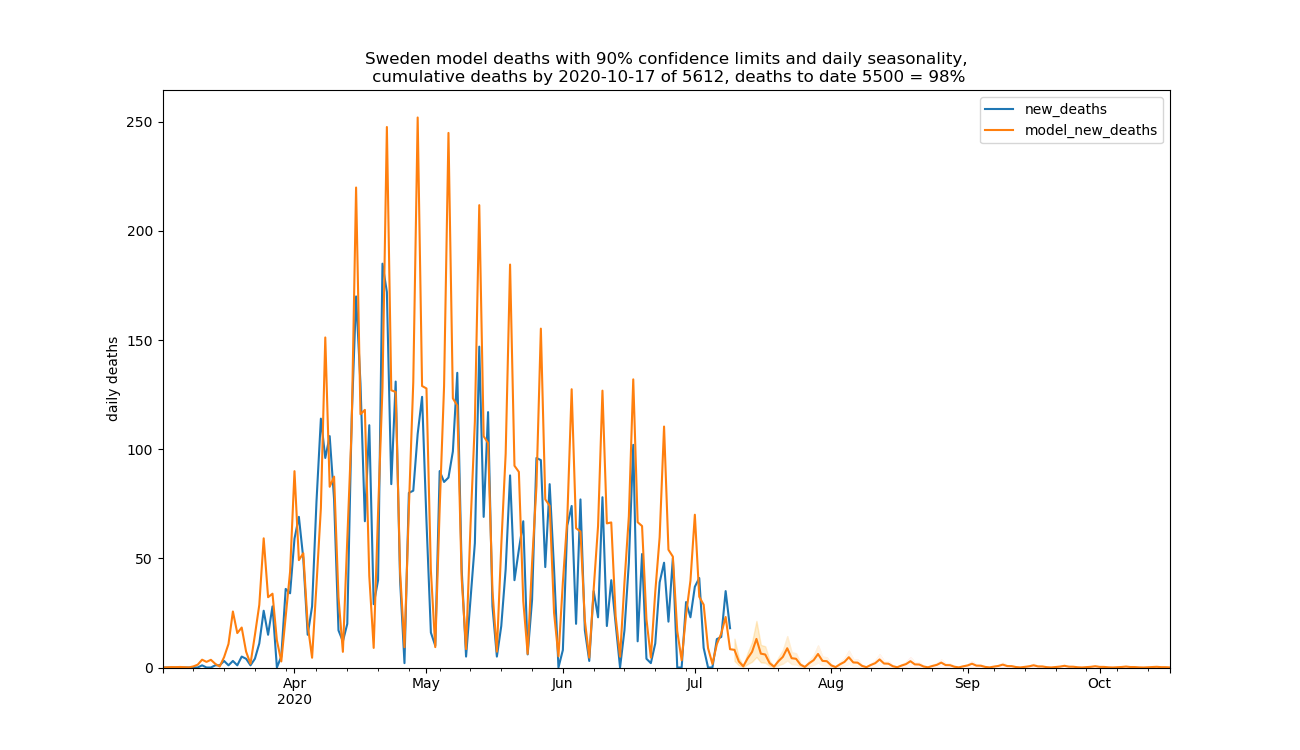 Sweden model deaths with 90% confidence limits and daily seasonality,
cumulative deaths by 2020-10-17 of 5612, deaths to date 5500 = 98%
new_deaths
model_new_deaths
250
200
150
100
50
0
daily deaths
Apr
May
Jun
Jul
Aug
Sep
Oct
2020